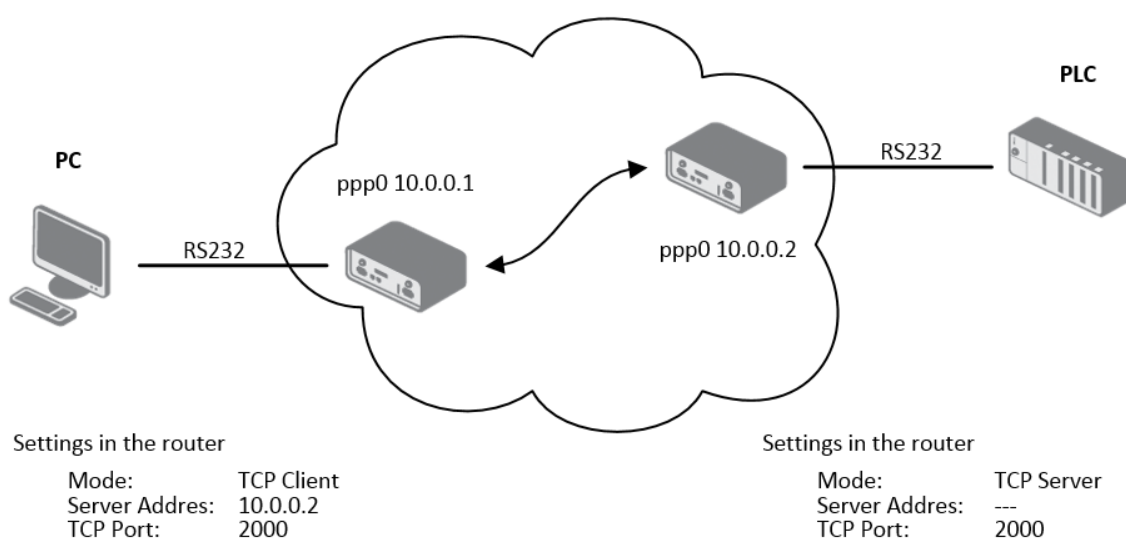 PLC
RS232
PC
ppp0 10.0.0.1
ppp0 10.0.0.2
RS232
Settings in the router
Mode: TCP Client
Server Addres: 10.0.0.2
TCP Port: 2000
Settings in the router
Mode: TCP Server
Server Addres: ---
TCP Port: 2000